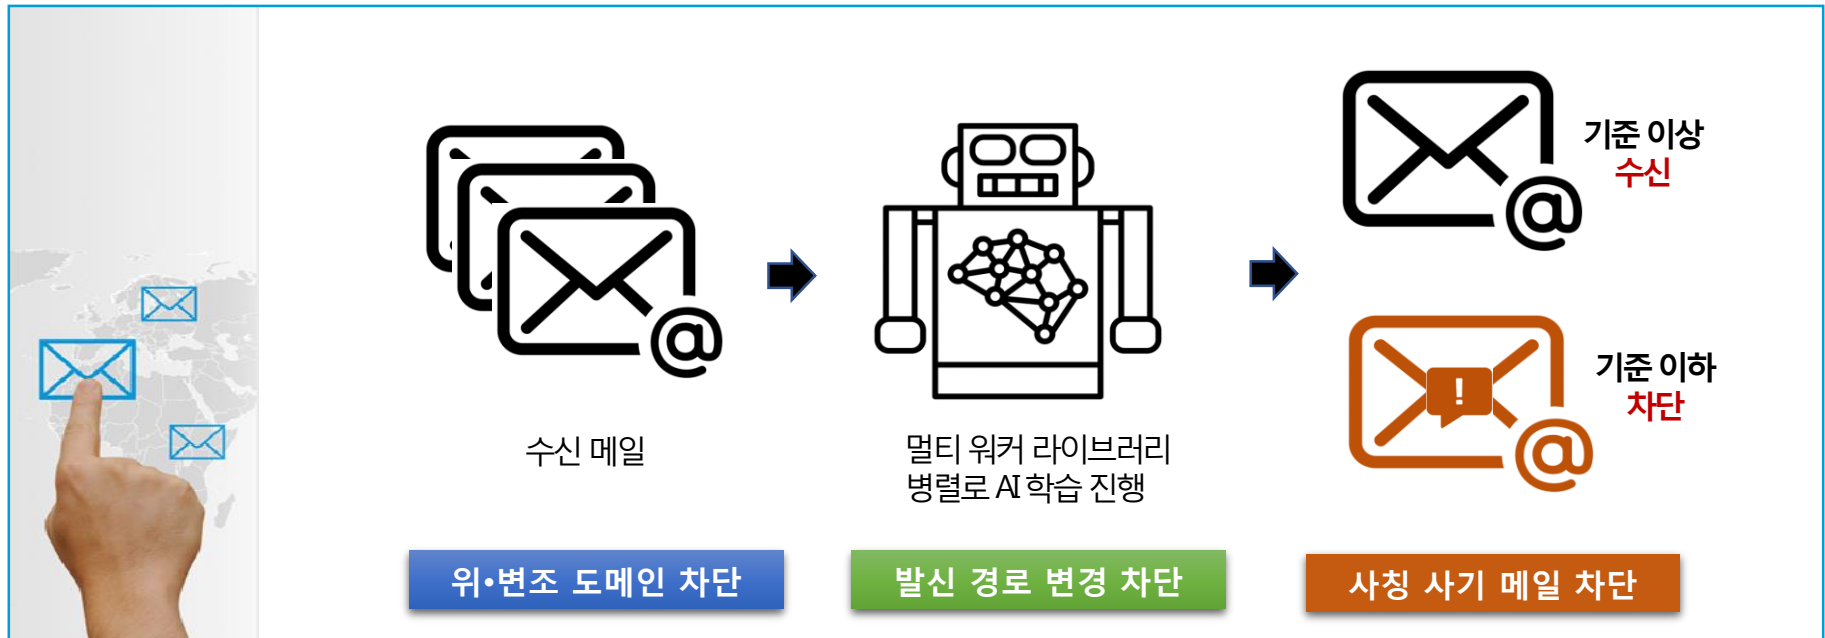 기준 이상
수신
기준 이하
차단
수신 메일
멀티 워커 라이브러리
병렬로 AI 학습 진행
위•변조 도메인 차단
발신 경로 변경 차단
사칭 사기 메일 차단